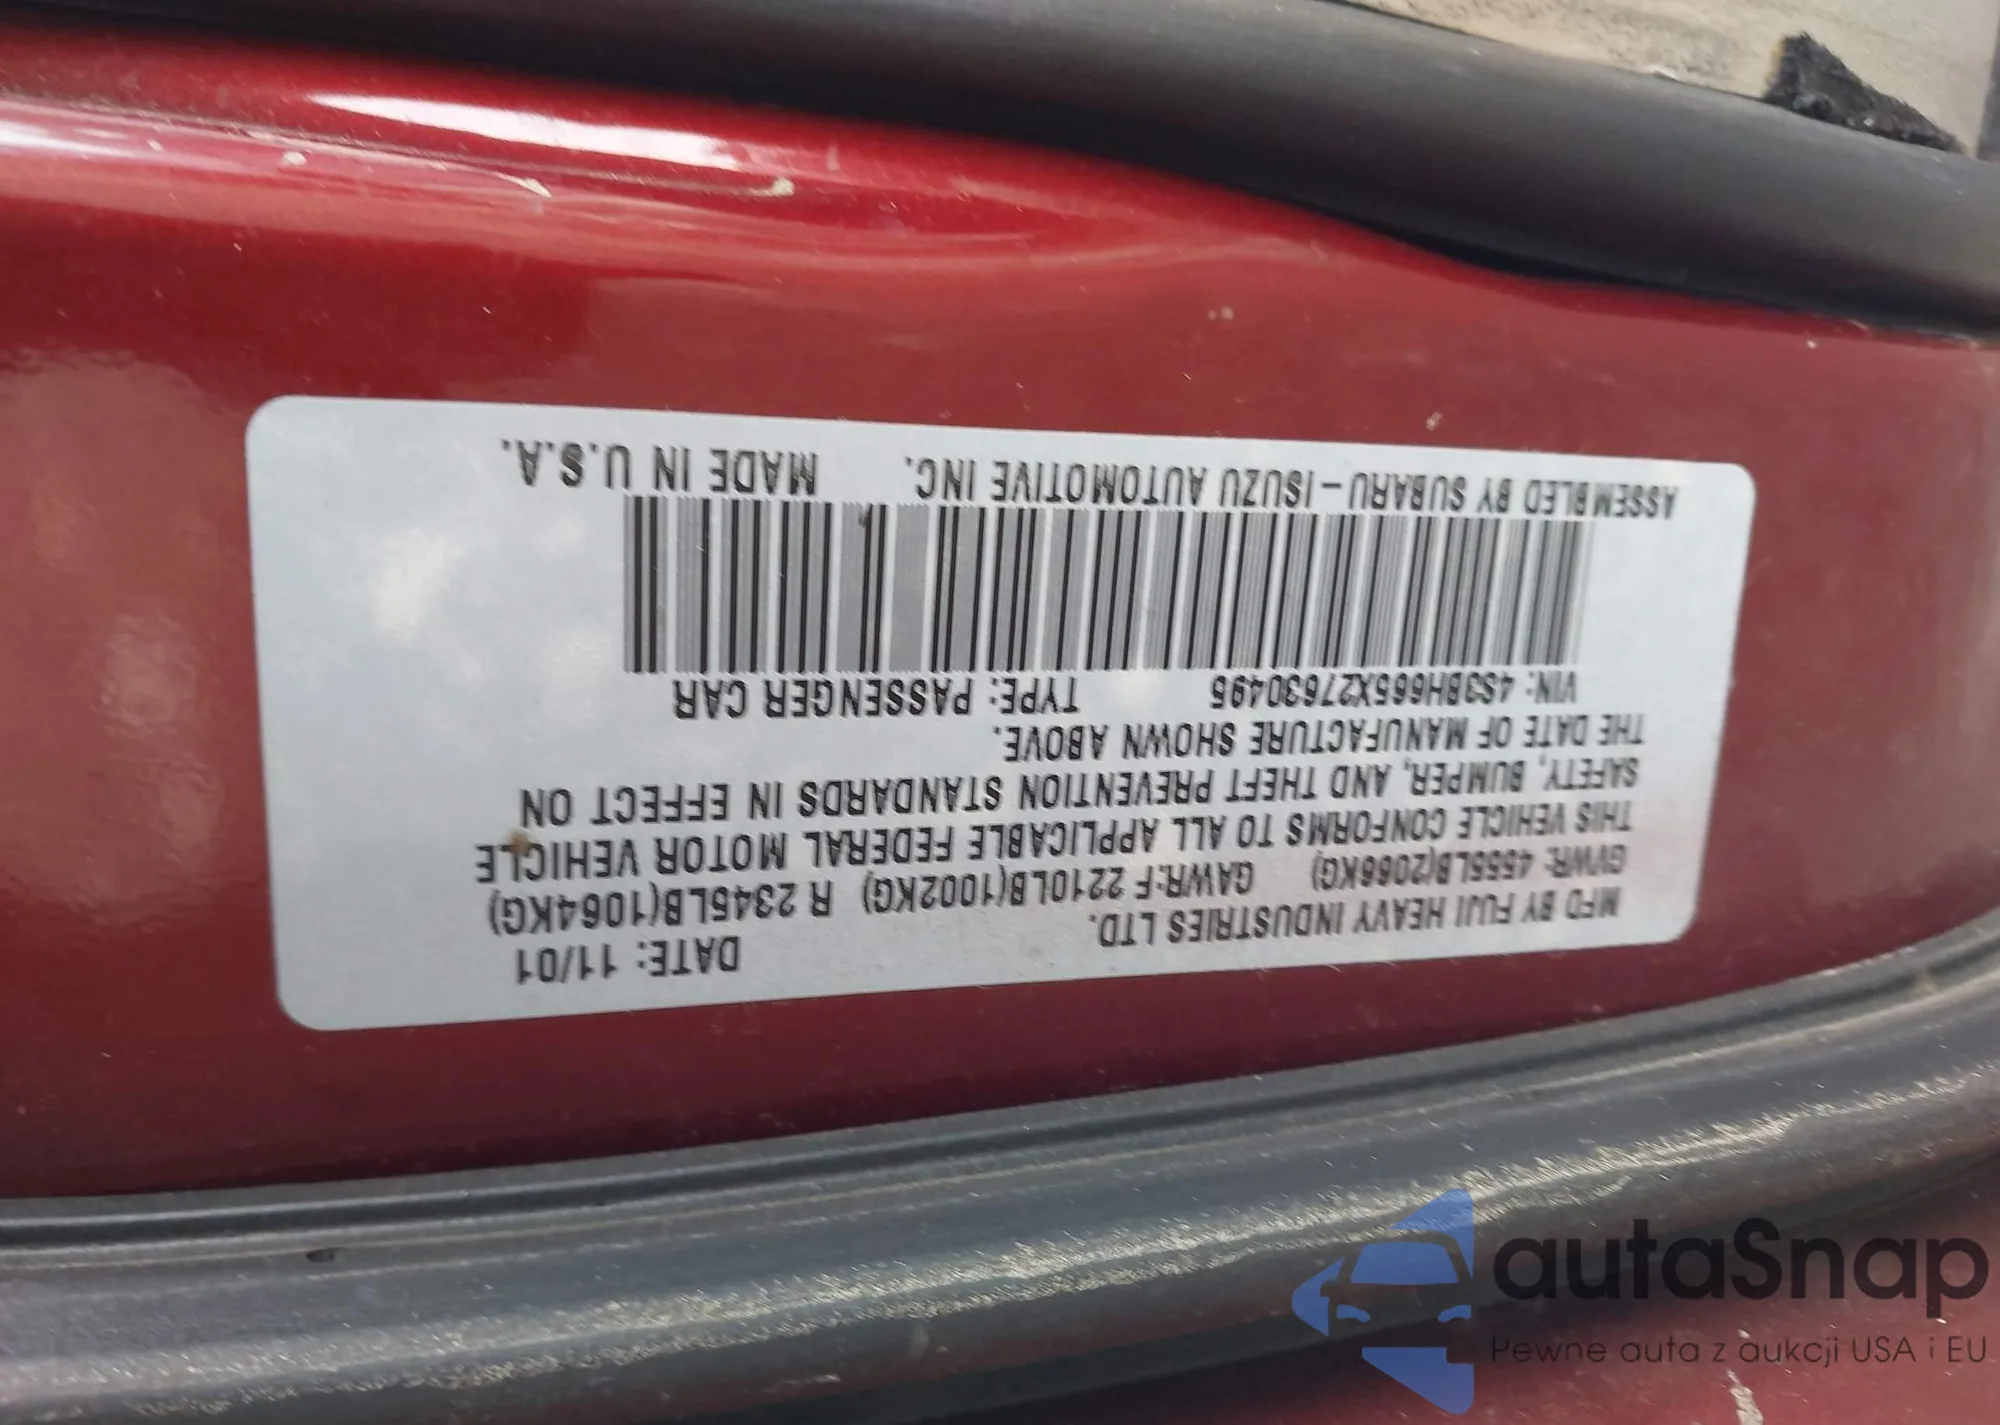 MFD BY FUJI HEAVY INDUSTRIES LTD. DATE: 11/01
GVWR: 4555LB(2066KG) GAWR:F 2210LB(1002KG) R 2345LB(1064KG)
THIS VEHICLE CONFORMS TO ALL APPLICABLE FEDERAL MOTOR VEHICLE
SAFETY, BUMPER, AND THEFT PREVENTION STANDARDS IN EFFECT ON
THE DATE OF MANUFACTURE SHOWN ABOVE.
VIN: 4S3BH665X27630495 TYPE: PASSENGER CAR
ASSEMBLED BY SUBARU-ISUZU AUTOMOTIVE INC. MADE IN U.S.A.
autaSnap
Pewne auta z aukcji USA i EU